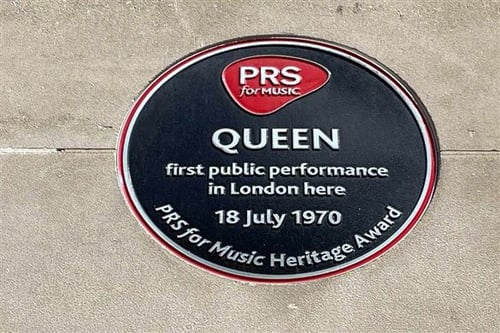 PRS
for MUSIC
QUEEN
first public performance
in London here
18 July 1970
PRS for Music Heritage Award